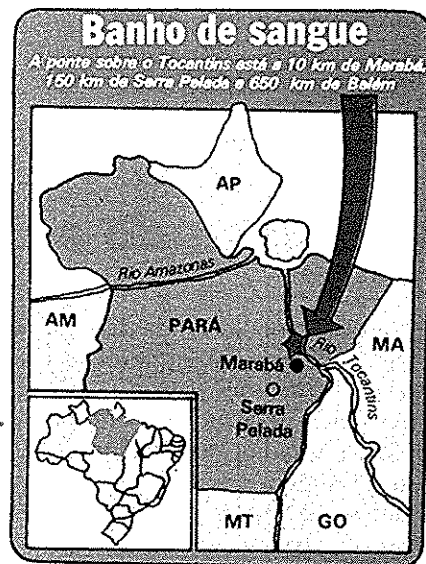 Banho de sangue
A ponte sobre o Tocantins está a 10 km de Marabá,
150 km de Serra Pelada e 650 km de Belém
AP
Rio Amazonas
AM
PARÁ
MA
Rio Tocantins
Marabá
Serra
Pelada
MT
GO